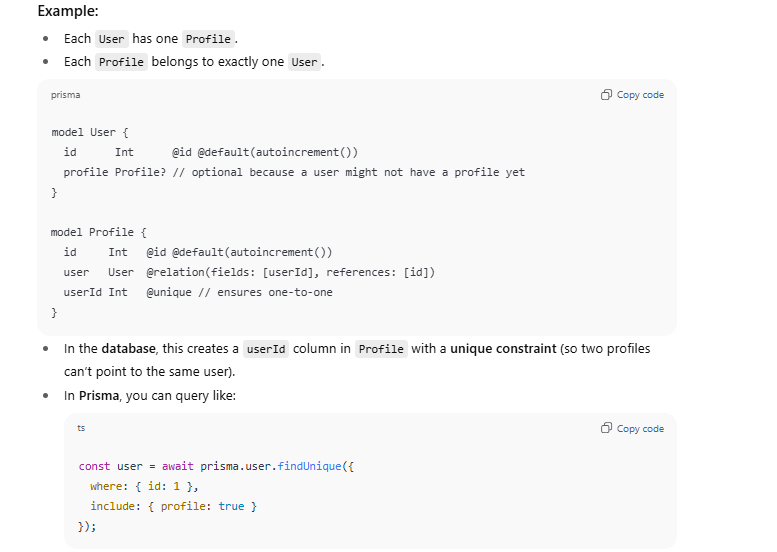 Example:
• Each User has one Profile.
• Each Profile belongs to exactly one User.
prisma
Copy code
model User {
  id      Int      @id @default(autoincrement())
  profile Profile? // optional because a user might not have a profile yet
}
model Profile {
  id     Int   @id @default(autoincrement())
  user   User  @relation(fields: [userId], references: [id])
  userId Int   @unique // ensures one-to-one
}
• In the database, this creates a userId column in Profile with a unique constraint (so two profiles
can't point to the same user).
• In Prisma, you can query like:
ts
Copy code
const user = await prisma.user.findUnique({
  where: { id: 1 },
  include: { profile: true }
});